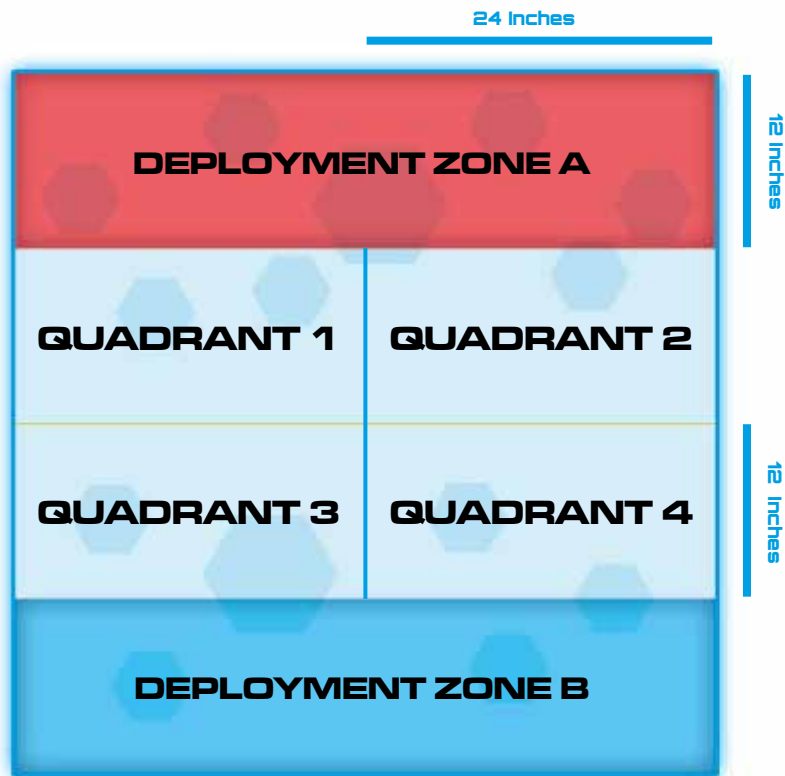 24 Inches
12 Inches
DEPLOYMENT ZONE A
QUADRANT 1
QUADRANT 2
QUADRANT 3
QUADRANT 4
12 Inches
DEPLOYMENT ZONE B